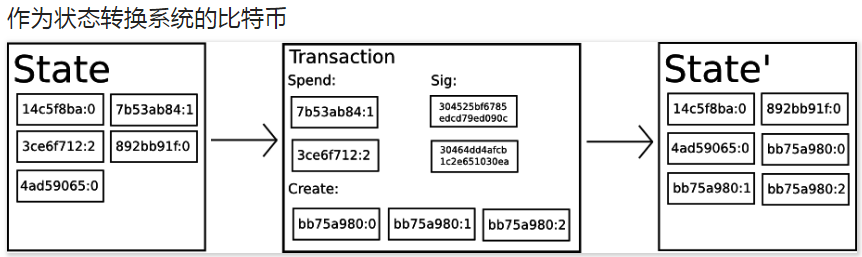 作为状态转换系统的比特币
State
14c5f8ba:0 7b53ab84:1
3ce6f712:2 892bb91f:0
4ad59065:0
Transaction
Spend: Sig:
7b53ab84:1 304525bf6785
edcd79ed090c
3ce6f712:2 30464dd4afcb
1c2e651030ea
Create:
bb75a980:0 bb75a980:1 bb75a980:2
State'
14c5f8ba:0 892bb91f:0
4ad59065:0 bb75a980:0
bb75a980:1 bb75a980:2